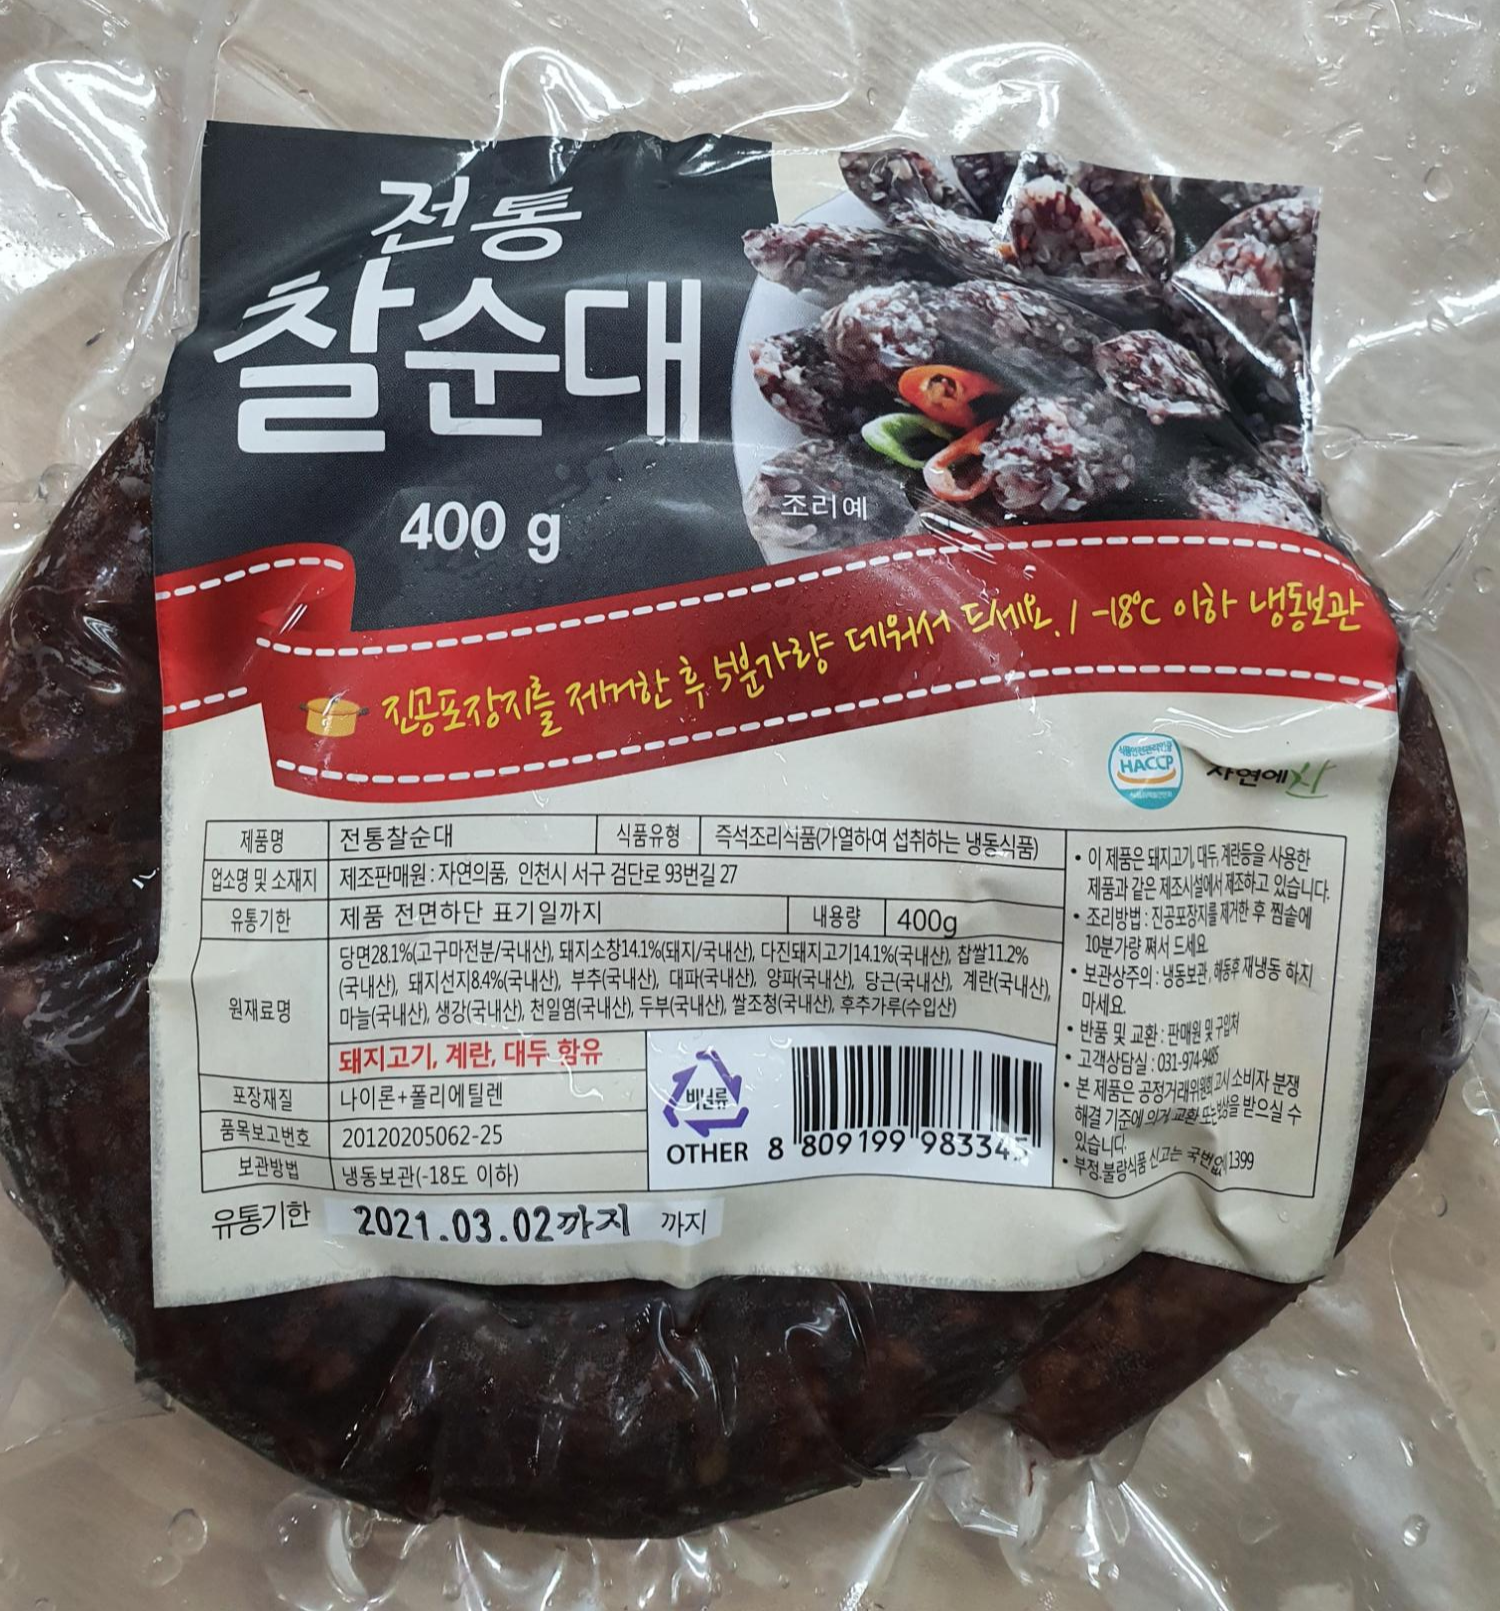 전통
찰순대
400 g
조리예
진공포장지를 제거한 후 5분가량 데워서 드세요. / -18℃ 이하 냉동보관
HACCP
자연에산
제품명 전통찰순대 식품유형 즉석조리식품(가열하여 섭취하는 냉동식품)
업소명 및 소재지 제조판매원 : 자연의품, 인천시 서구 검단로 93번길 27
유통기한 제품 전면하단 표기일까지 내용량 400g
원재료명
당면28.1%(고구마전분/국내산), 돼지소창14.1%(돼지/국내산), 다진돼지고기14.1%(국내산), 찹쌀11.2%
(국내산), 돼지선지8.4%(국내산), 부추(국내산), 대파(국내산), 양파(국내산), 당근(국내산), 계란(국내산),
마늘(국내산), 생강(국내산), 천일염(국내산), 두부(국내산), 쌀조청(국내산), 후추가루(수입산)
돼지고기, 계란, 대두 함유
포장재질 나이론+폴리에틸렌
품목보고번호 20120205062-25
보관방법 냉동보관(-18도 이하)
비닐류
OTHER
8 809199 983345
• 이 제품은 돼지고기, 대두, 계란등을 사용한
제품과 같은 제조시설에서 제조하고 있습니다.
• 조리방법 : 진공포장지를 제거한 후 찜솥에
10분가량 쪄서 드세요
• 보관상주의 : 냉동보관, 해동후 재냉동 하지
마세요.
• 반품 및 교환 : 판매원 및 구입처
• 고객상담실 : 031-974-9485
• 본 제품은 공정거래위원회 고시 소비자 분쟁
해결 기준에 의거 교환 또는 보상을 받으실 수
있습니다.
• 부정.불량식품 신고는 국번없이 1399
유통기한 2021.03.02까지 까지